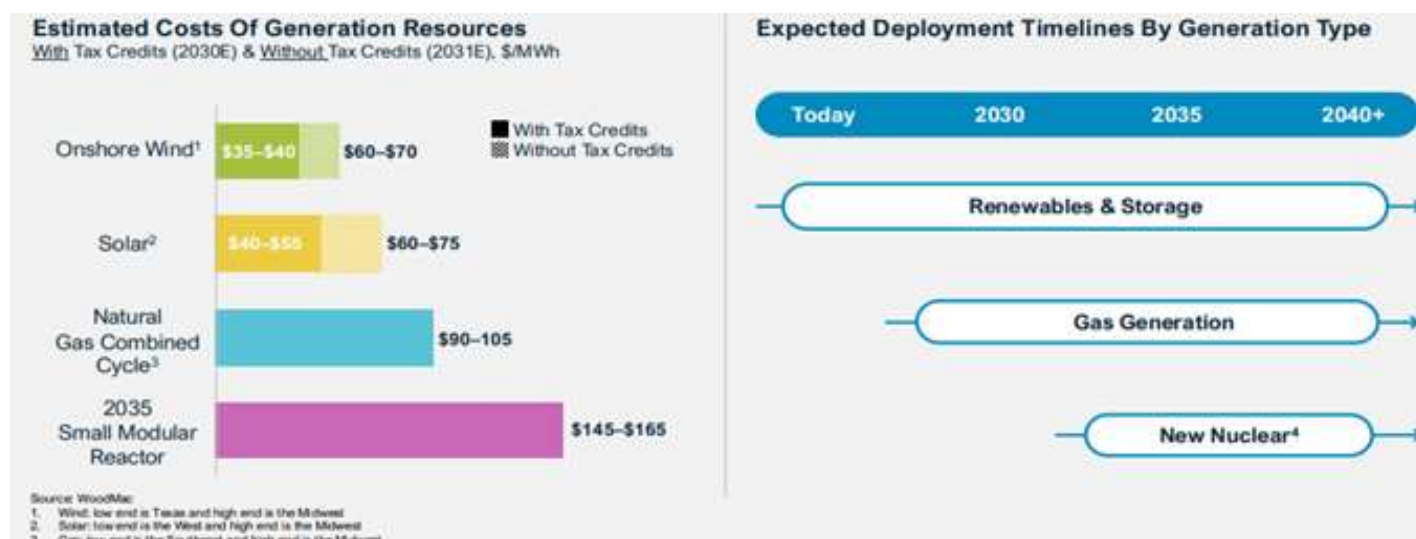 Estimated Costs Of Generation Resources
With Tax Credits (2030E) & Without Tax Credits (2031E), $/MWh
With Tax Credits
Without Tax Credits
Onshore Wind¹
$35–$40
$60–$70
Solar²
$40–$55
$60–$75
Natural
Gas Combined
Cycle³
$90–105
2035
Small Modular
Reactor
$145–$165
Source: WoodMac
1. Wind: low end is Texas and high end is the Midwest
2. Solar: low end is the West and high end is the Midwest
Expected Deployment Timelines By Generation Type
Today 2030 2035 2040+
Renewables & Storage
Gas Generation
New Nuclear⁴